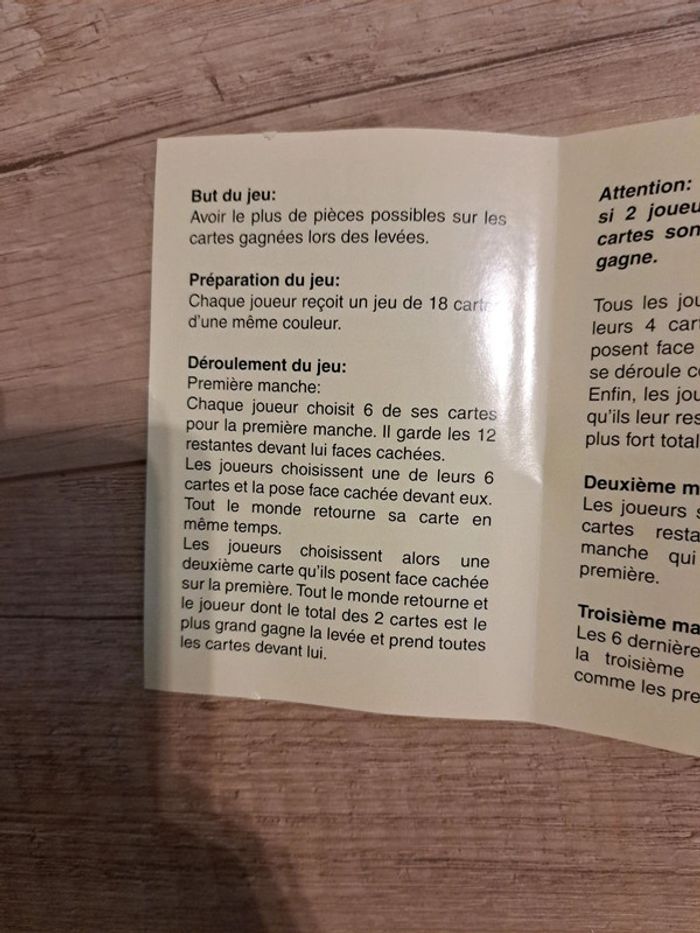 But du jeu:
Avoir le plus de pièces possibles sur les
cartes gagnées lors des levées.
Préparation du jeu:
Chaque joueur reçoit un jeu de 18
d'une même couleur.
Déroulement du jeu:
Première manche:
Chaque joueur choisit 6 de ses cartes
pour la première manche. Il garde les 12
restantes devant lui faces cachées.
Les joueurs choisissent une de leurs 6
cartes et la pose face cachée devant eux.
Tout le monde retourne sa carte en
même temps.
Les joueurs choisissent alors une
deuxième carte qu'ils posent face cachée
sur la première. Tout le monde retourne et
le joueur dont le total des 2 cartes est le
plus grand gagne la levée et prend toutes
les cartes devant lui.
Attention:
si 2
cartes
gagne.
Tous les
leurs 4
posent face
se déroule
Enfin, les
qu'ils leur
plus fort total
Deuxième
Les joueurs
cartes
manche qui
première.
Troisième
Les 6
la troisième
comme les